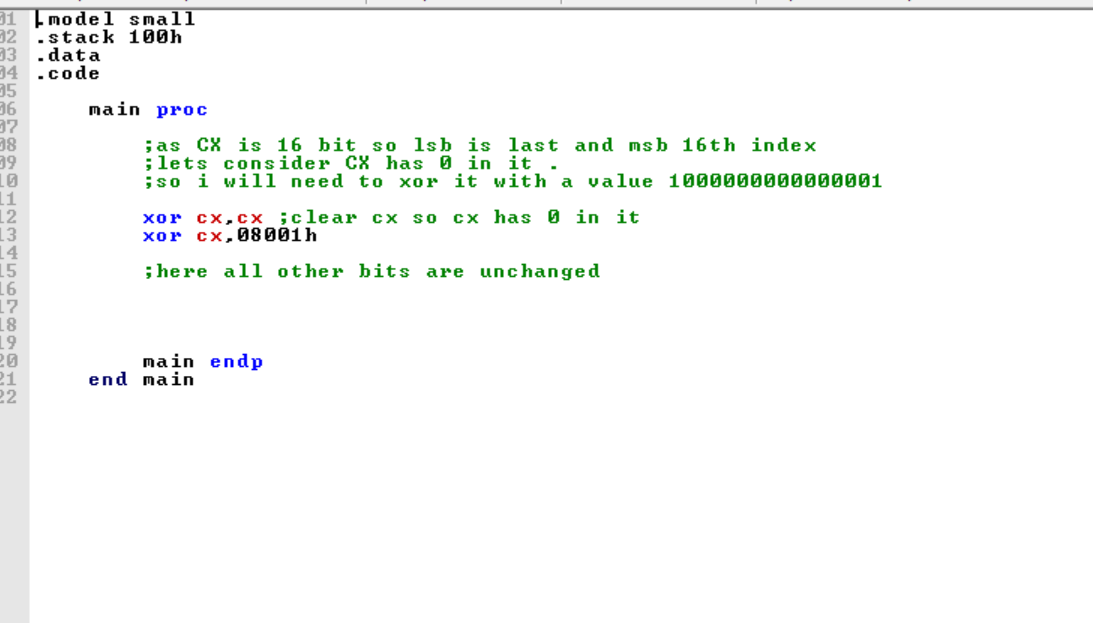 01 .model small
02 .stack 100h
03 .data
04 .code
05
06 main proc
07
08 ;as CX is 16 bit so lsb is last and msb 16th index
09 ;lets consider CX has 0 in it .
10 ;so i will need to xor it with a value 1000000000000001
11
12 xor cx,cx ;clear cx so cx has 0 in it
13 xor cx,08001h
14
15 ;here all other bits are unchanged
16
17
18
19
20 main endp
21 end main
22